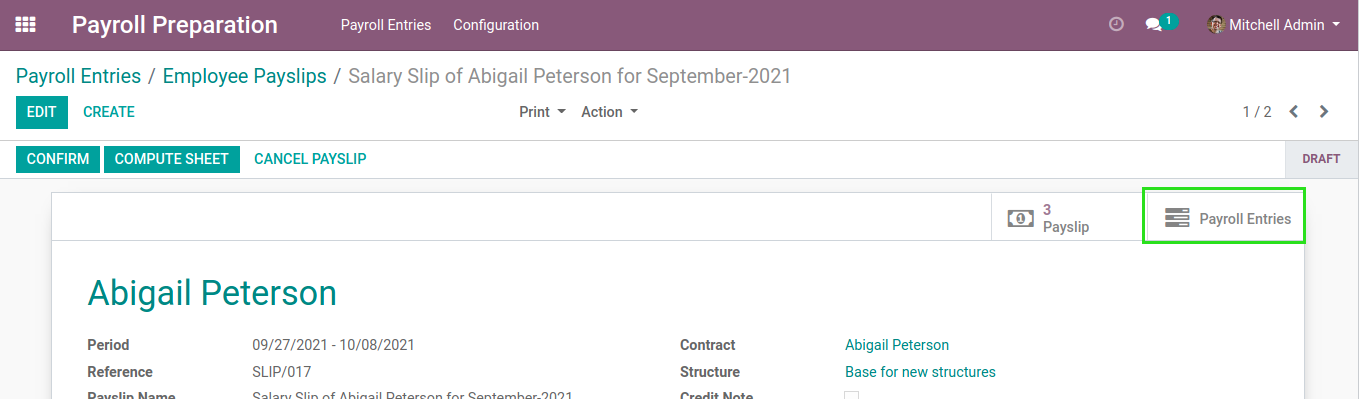 Payroll Preparation Payroll Entries Configuration 1 Mitchell Admin
Payroll Entries / Employee Payslips / Salary Slip of Abigail Peterson for September-2021
EDIT CREATE Print Action 1 / 2
CONFIRM COMPUTE SHEET CANCEL PAYSLIP DRAFT
3
Payslip Payroll Entries
Abigail Peterson
Period 09/27/2021 - 10/08/2021 Contract Abigail Peterson
Reference SLIP/017 Structure Base for new structures
Payslip Name Salary Slip of Abigail Peterson for September-2021 Credit Note